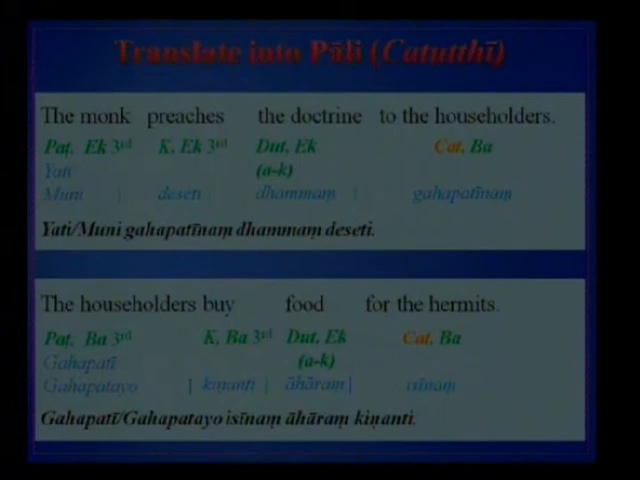 Translate into Pāli (Catutthī)
The monk preaches the doctrine to the householders.
Paṭ, Ek 3rd K, Ek 3rd Dut, Ek Cat, Ba
Yati (a-k)
Muni | deseti | dhammaṃ | gahapatīnaṃ
Yati/Muni gahapatīnaṃ dhammaṃ deseti.
The householders buy food for the hermits.
Paṭ, Ba 3rd K, Ba 3rd Dut, Ek Cat, Ba
Gahapatī (a-k)
Gahapatayo | kiṇanti | āhāraṃ | isīnaṃ
Gahapatī/Gahapatayo isīnaṃ āhāraṃ kiṇanti.